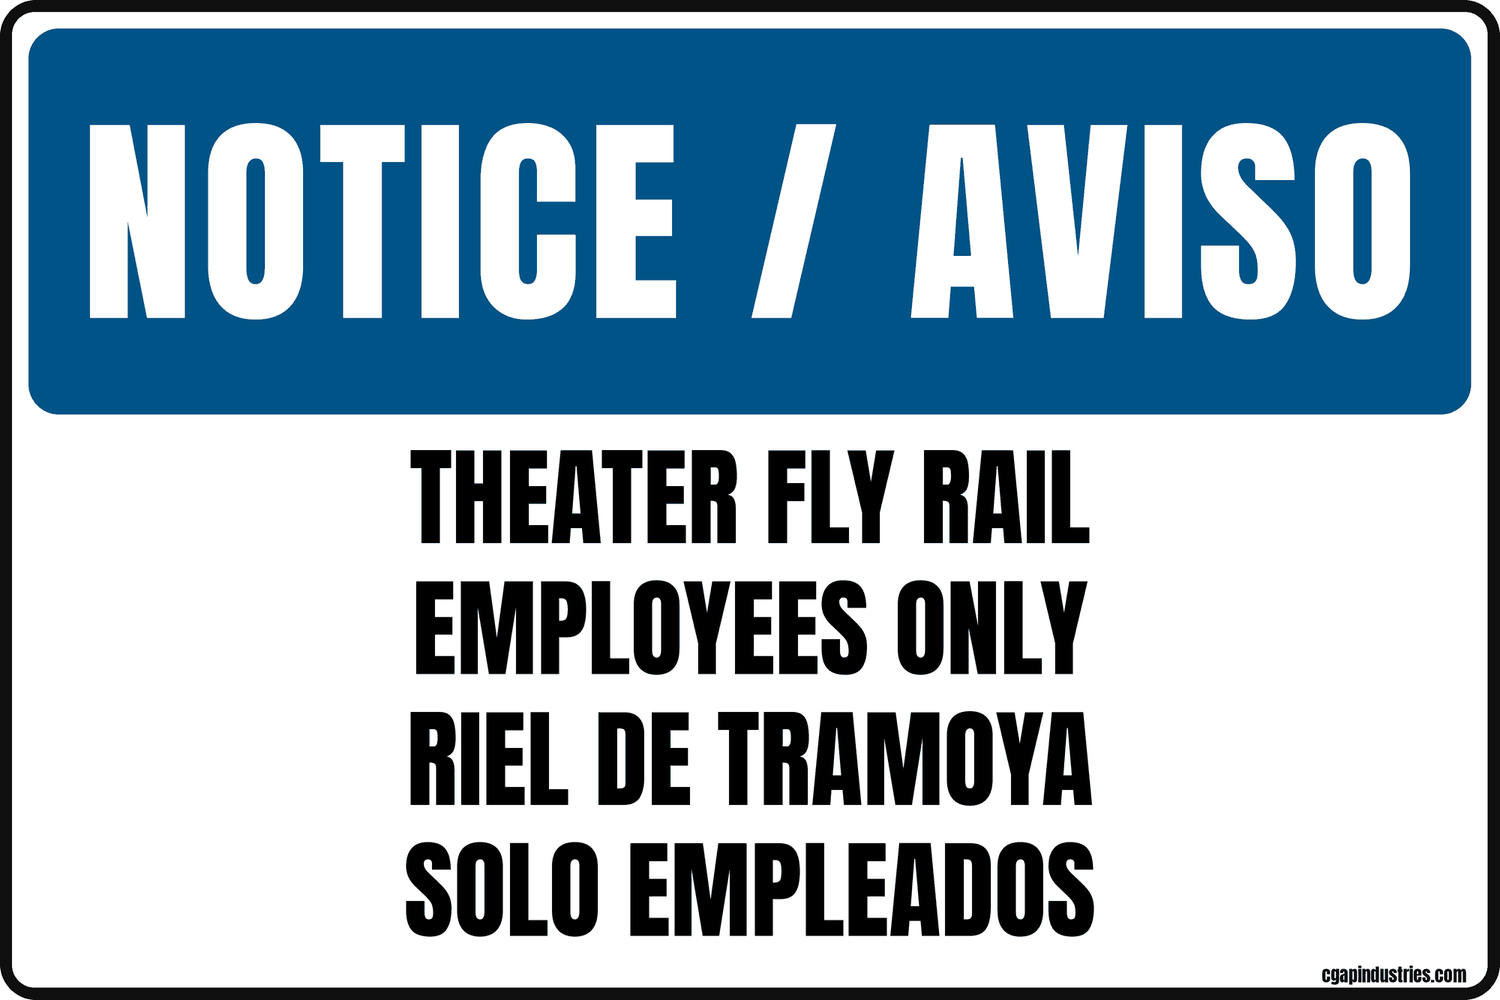 NOTICE / AVISO
THEATER FLY RAIL
EMPLOYEES ONLY
RIEL DE TRAMOYA
SOLO EMPLEADOS
cgapindustries.com